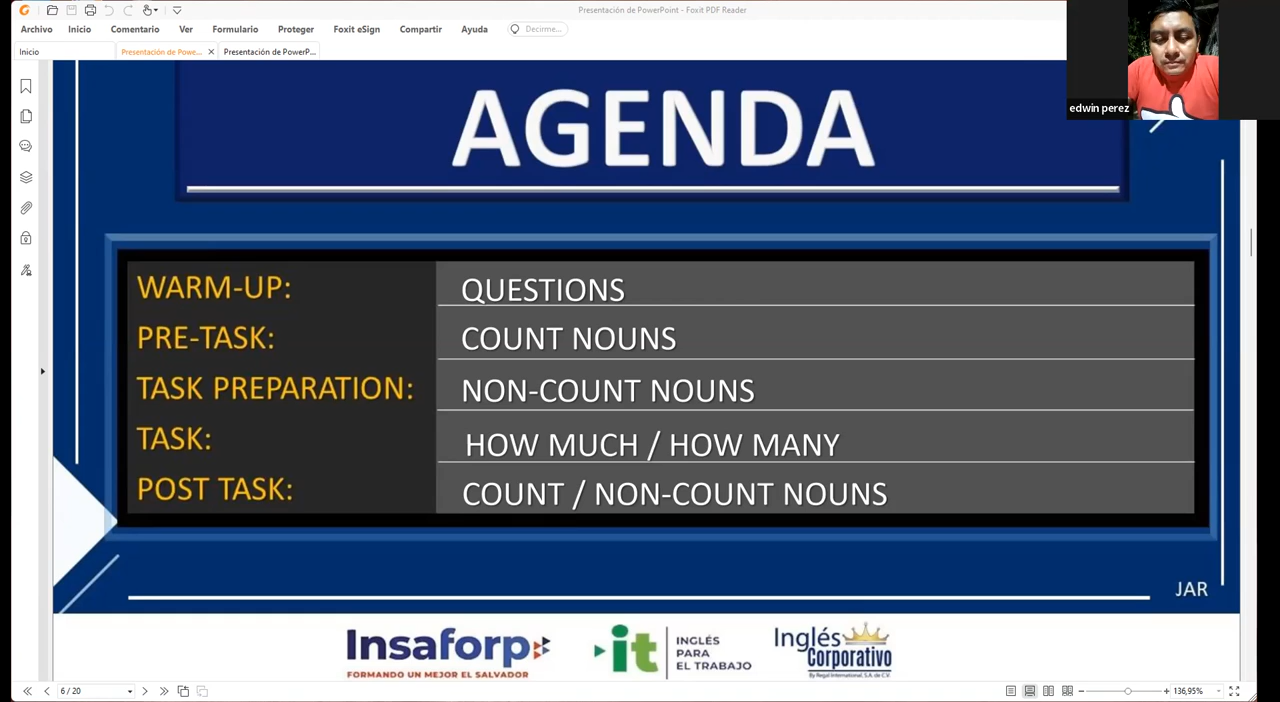 Presentación de PowerPoint - Foxit PDF Reader
Archivo Inicio Comentario Ver Formulario Proteger Foxit eSign Compartir Ayuda Decirme...
Inicio Presentación de Powe... Presentación de PowerP...
edwin perez
AGENDA
WARM-UP: QUESTIONS
PRE-TASK: COUNT NOUNS
TASK PREPARATION: NON-COUNT NOUNS
TASK: HOW MUCH / HOW MANY
POST TASK: COUNT / NON-COUNT NOUNS
JAR
Insaforp
FORMANDO UN MEJOR EL SALVADOR
it
INGLÉS
PARA
EL TRABAJO
Inglés
Corporativo
By Regal International, S.A. de C.V.
6 / 20
136,95%